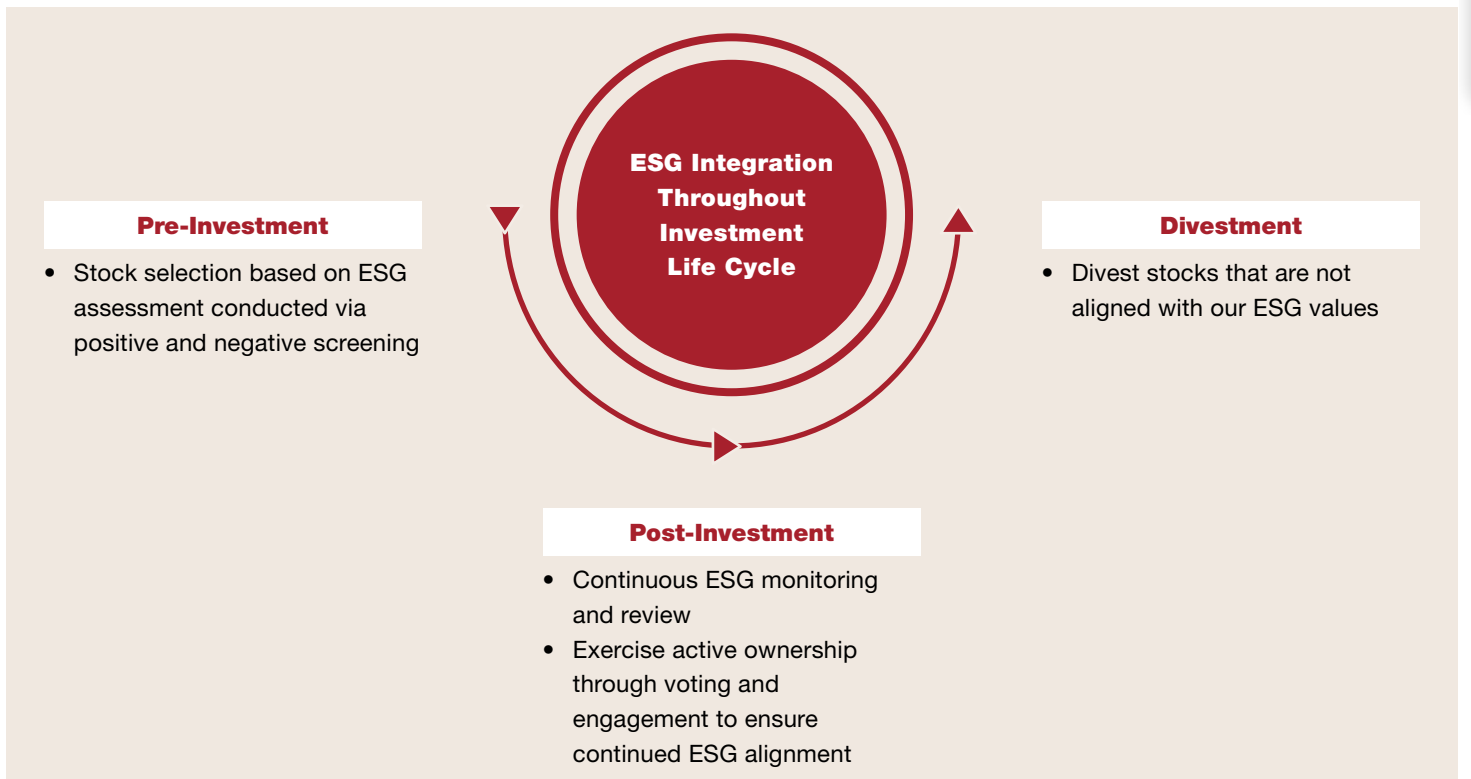 ESG Integration
Throughout
Investment
Life Cycle
Pre-Investment
• Stock selection based on ESG
assessment conducted via
positive and negative screening
Post-Investment
• Continuous ESG monitoring
and review
• Exercise active ownership
through voting and
engagement to ensure
continued ESG alignment
Divestment
• Divest stocks that are not
aligned with our ESG values